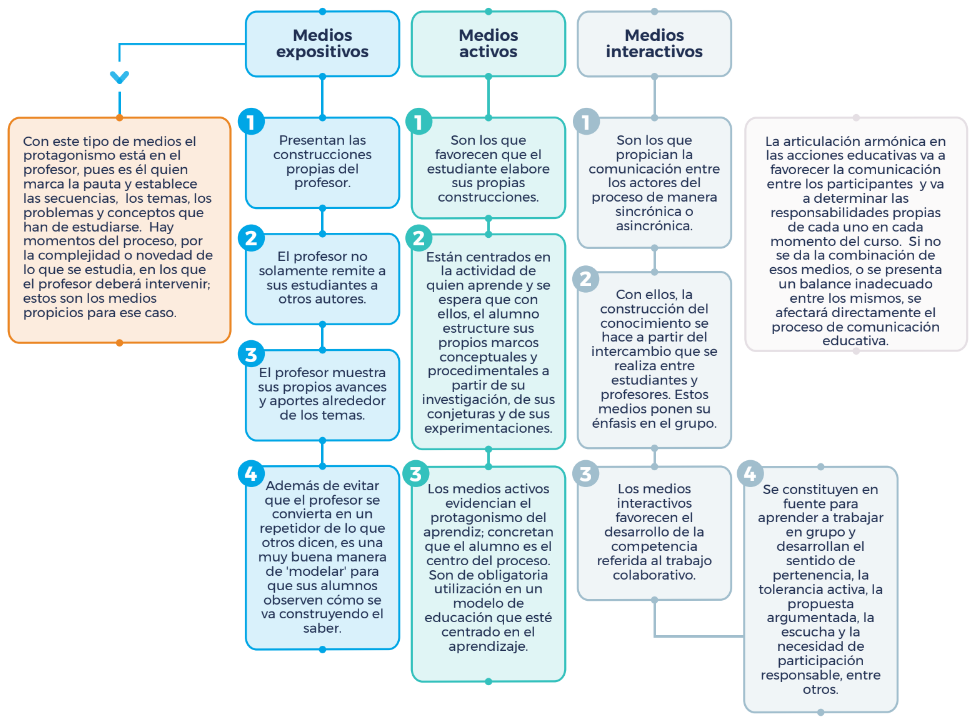 Medios
expositivos
Con este tipo de medios el
protagonismo está en el
profesor, pues es él quien
marca la pauta y establece
las secuencias, los temas, los
problemas y conceptos que
han de estudiarse. Hay
momentos del proceso, por
la complejidad o novedad de
lo que se estudia, en los que
el profesor deberá intervenir;
estos son los medios
propicios para ese caso.
1
Presentan las
construcciones
propias del
profesor.
2
El profesor no
solamente remite a
sus estudiantes a
otros autores.
3
El profesor muestra
sus propios avances
y aportes alrededor
de los temas.
4
Además de evitar
que el profesor se
convierta en un
repetidor de lo que
otros dicen, es una
muy buena manera
de 'modelar' para
que sus alumnos
observen cómo se
va construyendo el
saber.
Medios
activos
1
Son los que
favorecen que el
estudiante elabore
sus propias
construcciones.
2
Están centrados en
la actividad de
quien aprende y se
espera que con
ellos, el alumno
estructure sus
propios marcos
conceptuales y
procedimentales a
partir de su
investigación, de sus
conjeturas y de sus
experimentaciones.
3
Los medios activos
evidencian el
protagonismo del
aprendiz; concretan
que el alumno es el
centro del proceso.
Son de obligatoria
utilización en un
modelo de
educación que esté
centrado en el
aprendizaje.
Medios
interactivos
1
Son los que
propician la
comunicación entre
los actores del
proceso de manera
sincrónica o
asincrónica.
2
Con ellos, la
construcción del
conocimiento se
hace a partir del
intercambio que se
realiza entre
estudiantes y
profesores. Estos
medios ponen su
énfasis en el grupo.
3
Los medios
interactivos
favorecen el
desarrollo de la
competencia
referida al trabajo
colaborativo.
4
Se constituyen en
fuente para
aprender a trabajar
en grupo y
desarrollan el
sentido de
pertenencia, la
tolerancia activa, la
propuesta
argumentada, la
escucha y la
necesidad de
participación
responsable, entre
otros.
La articulación armónica en
las acciones educativas va a
favorecer la comunicación
entre los participantes y va
a determinar las
responsabilidades propias
de cada uno en cada
momento del curso. Si no
se da la combinación de
esos medios, o se presenta
un balance inadecuado
entre los mismos, se
afectará directamente el
proceso de comunicación
educativa.